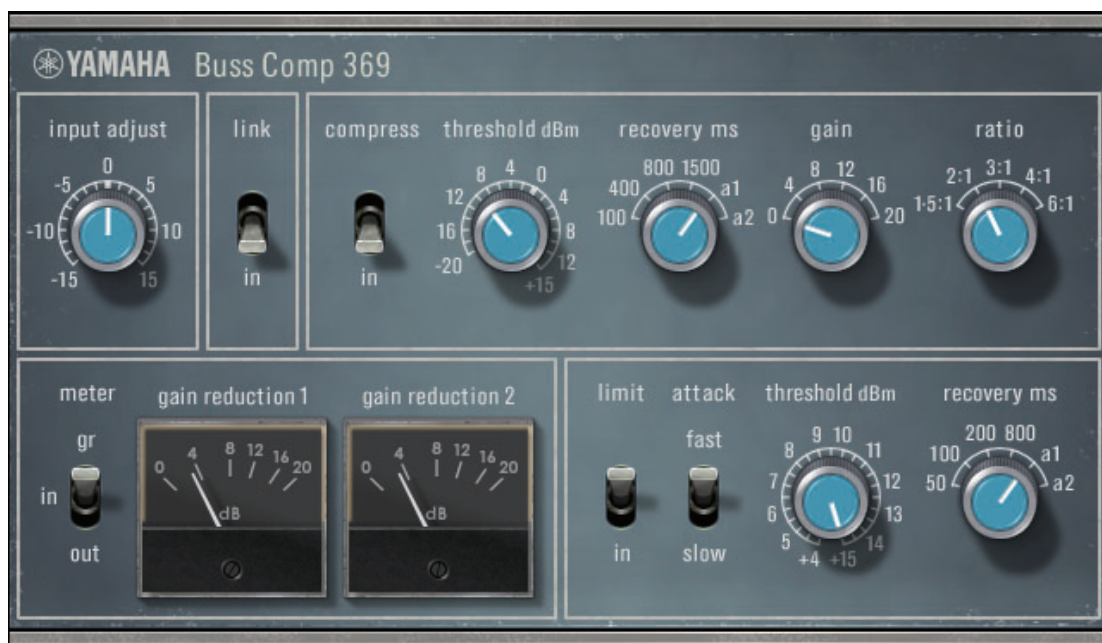 YAMAHA Buss Comp 369
input adjust
0
-5 5
-10 10
-15 15
link
in
compress
in
threshold dBm
4 0
8 4
12 8
16 12
-20 +15
recovery ms
800 1500
400 a1
100 a2
gain
8 12
4 16
0 20
ratio
3:1
2:1 4:1
1·5:1 6:1
meter
gr
in
out
gain reduction 1
0 4 8 12 16 20
dB
gain reduction 2
0 4 8 12 16 20
dB
limit
in
attack
fast
slow
threshold dBm
9 10
8 11
7 12
6 13
5 14
+4 +15
recovery ms
200 800
100 a1
50 a2